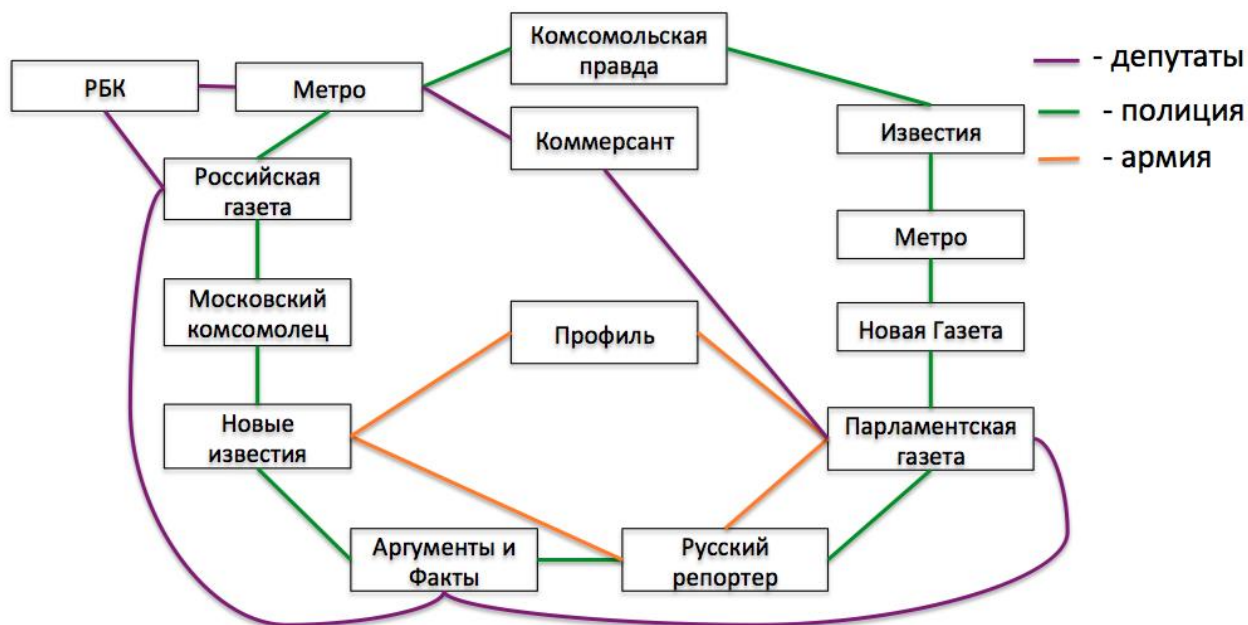 Комсомольская
правда
- депутаты
РБК
Метро
- полиция
Коммерсант
Известия
- армия
Российская
газета
Метро
Московский
комсомолец
Профиль
Новая Газета
Новые
известия
Парламентская
газета
Аргументы и
Факты
Русский
репортер